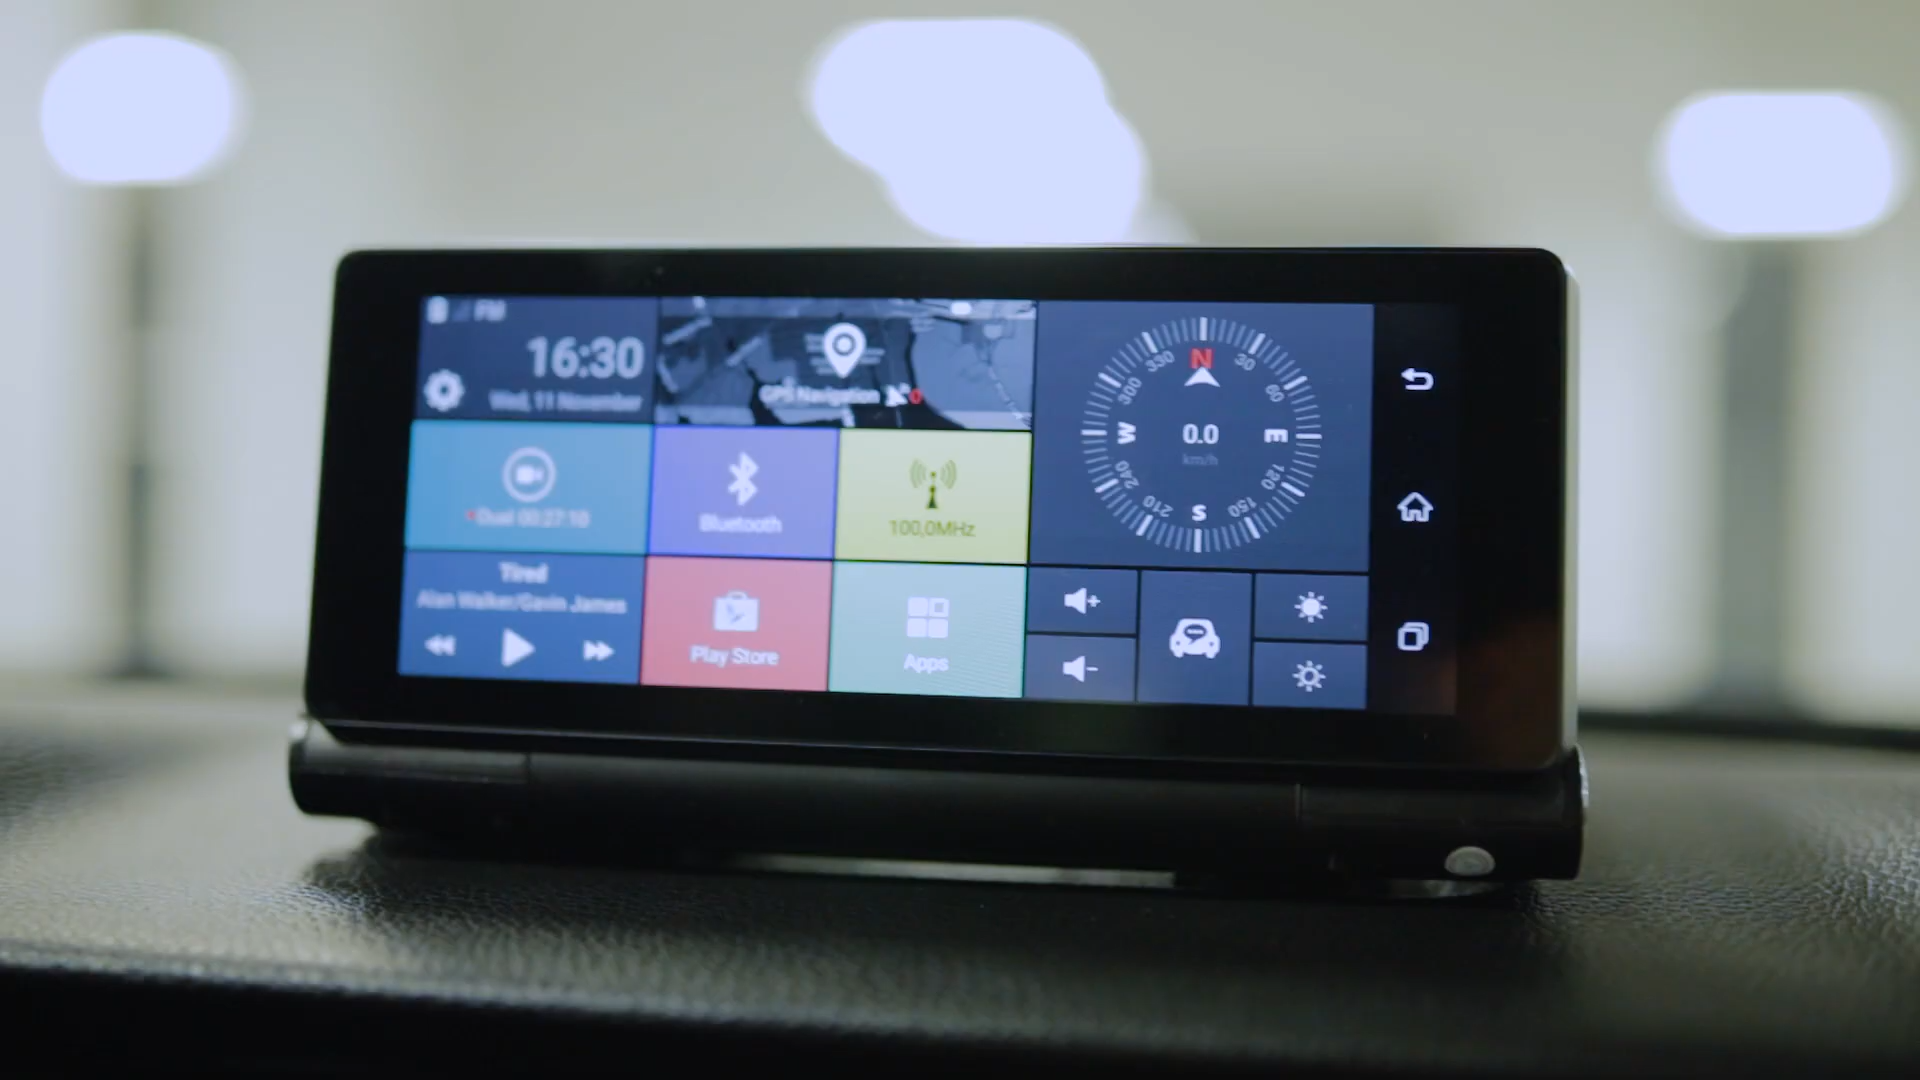 FM
16:30
Wed, 11 November
GPS Navigation 0
Dual 00:27:10
Bluetooth
100,0MHz
Tired
Alan Walker/Gavin James
Play Store
Apps
N
30
60
E
120
150
S
210
240
W
300
330
0.0
km/h